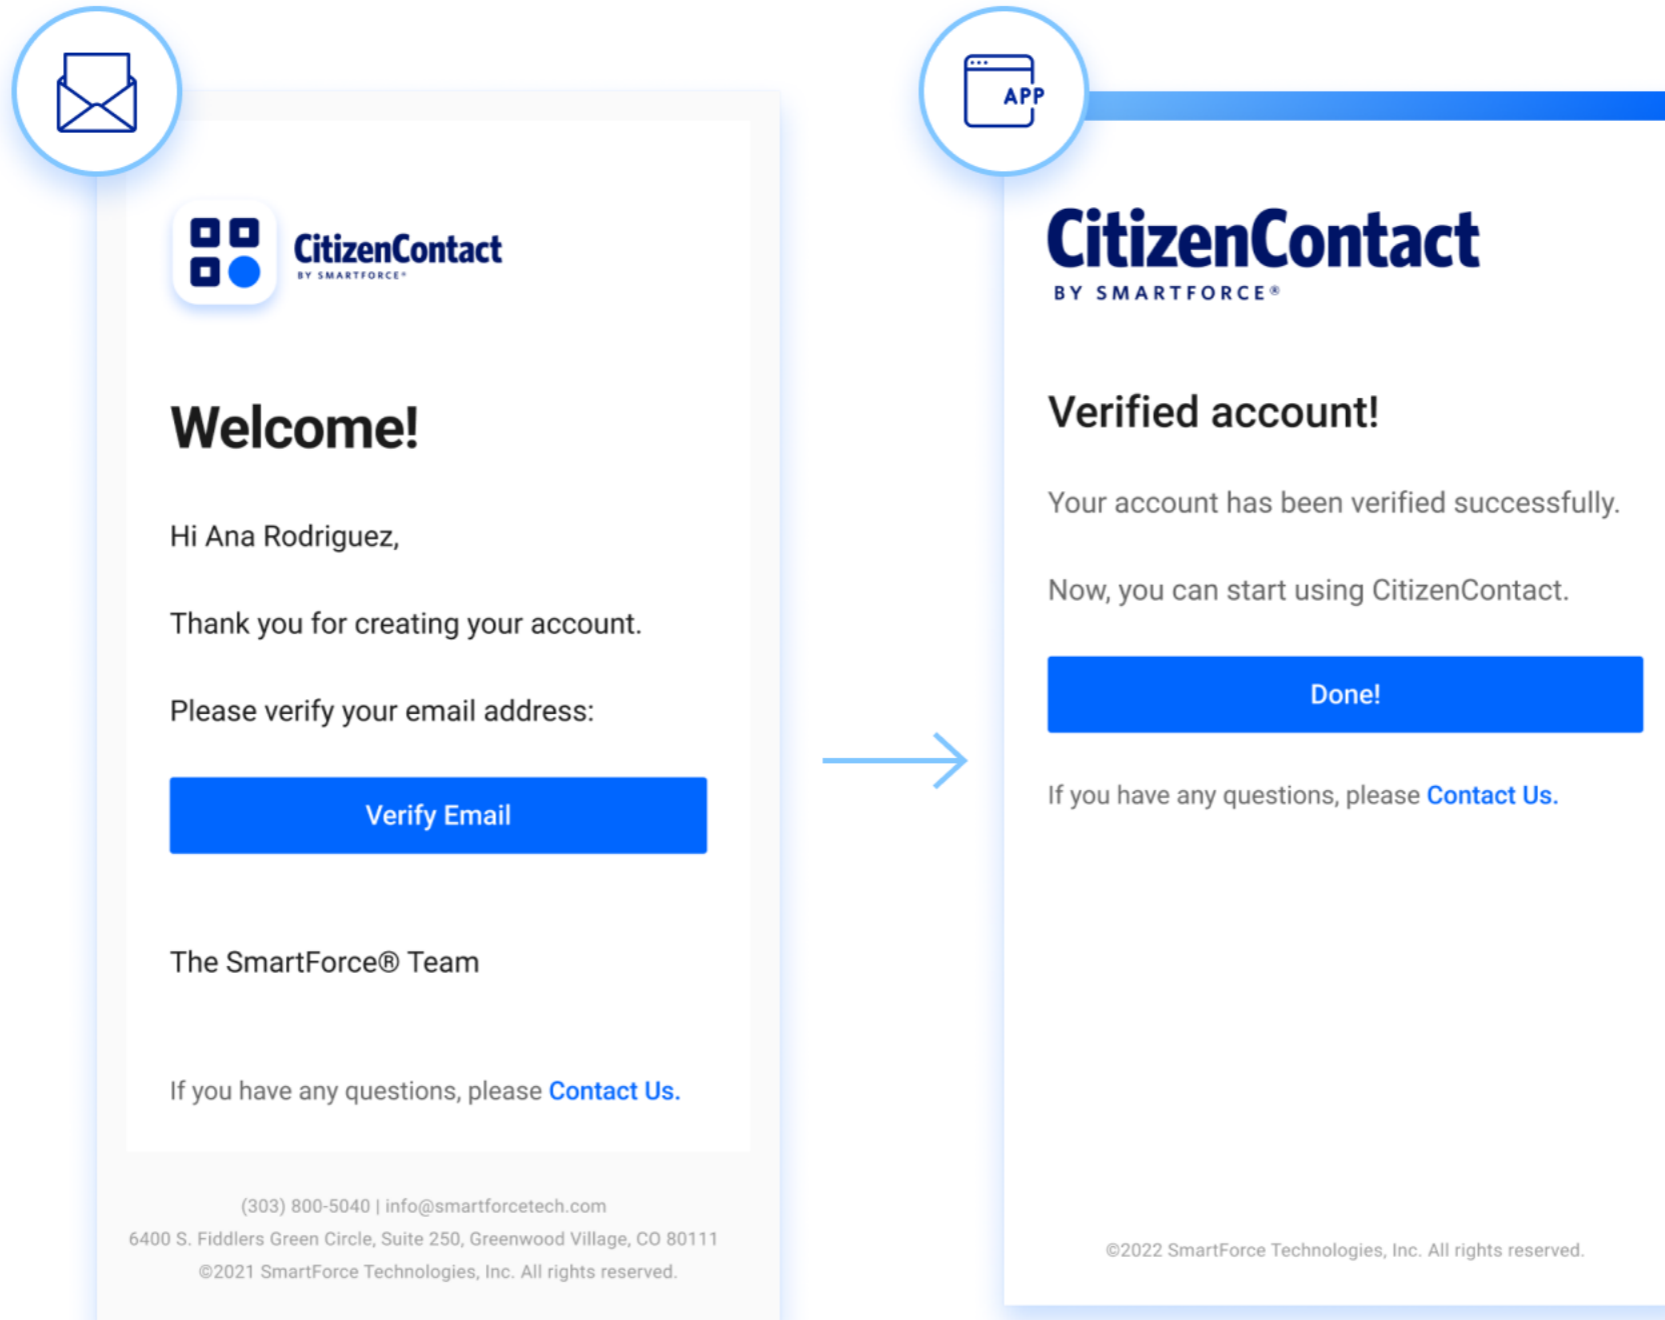 CitizenContact
BY SMARTFORCE®
Welcome!
Hi Ana Rodriguez,
Thank you for creating your account.
Please verify your email address:
Verify Email
The SmartForce® Team
If you have any questions, please Contact Us.
(303) 800-5040 | info@smartforcetech.com
6400 S. Fiddlers Green Circle, Suite 250, Greenwood Village, CO 80111
©2021 SmartForce Technologies, Inc. All rights reserved.
APP
CitizenContact
BY SMARTFORCE®
Verified account!
Your account has been verified successfully.
Now, you can start using CitizenContact.
Done!
If you have any questions, please Contact Us.
©2022 SmartForce Technologies, Inc. All rights reserved.